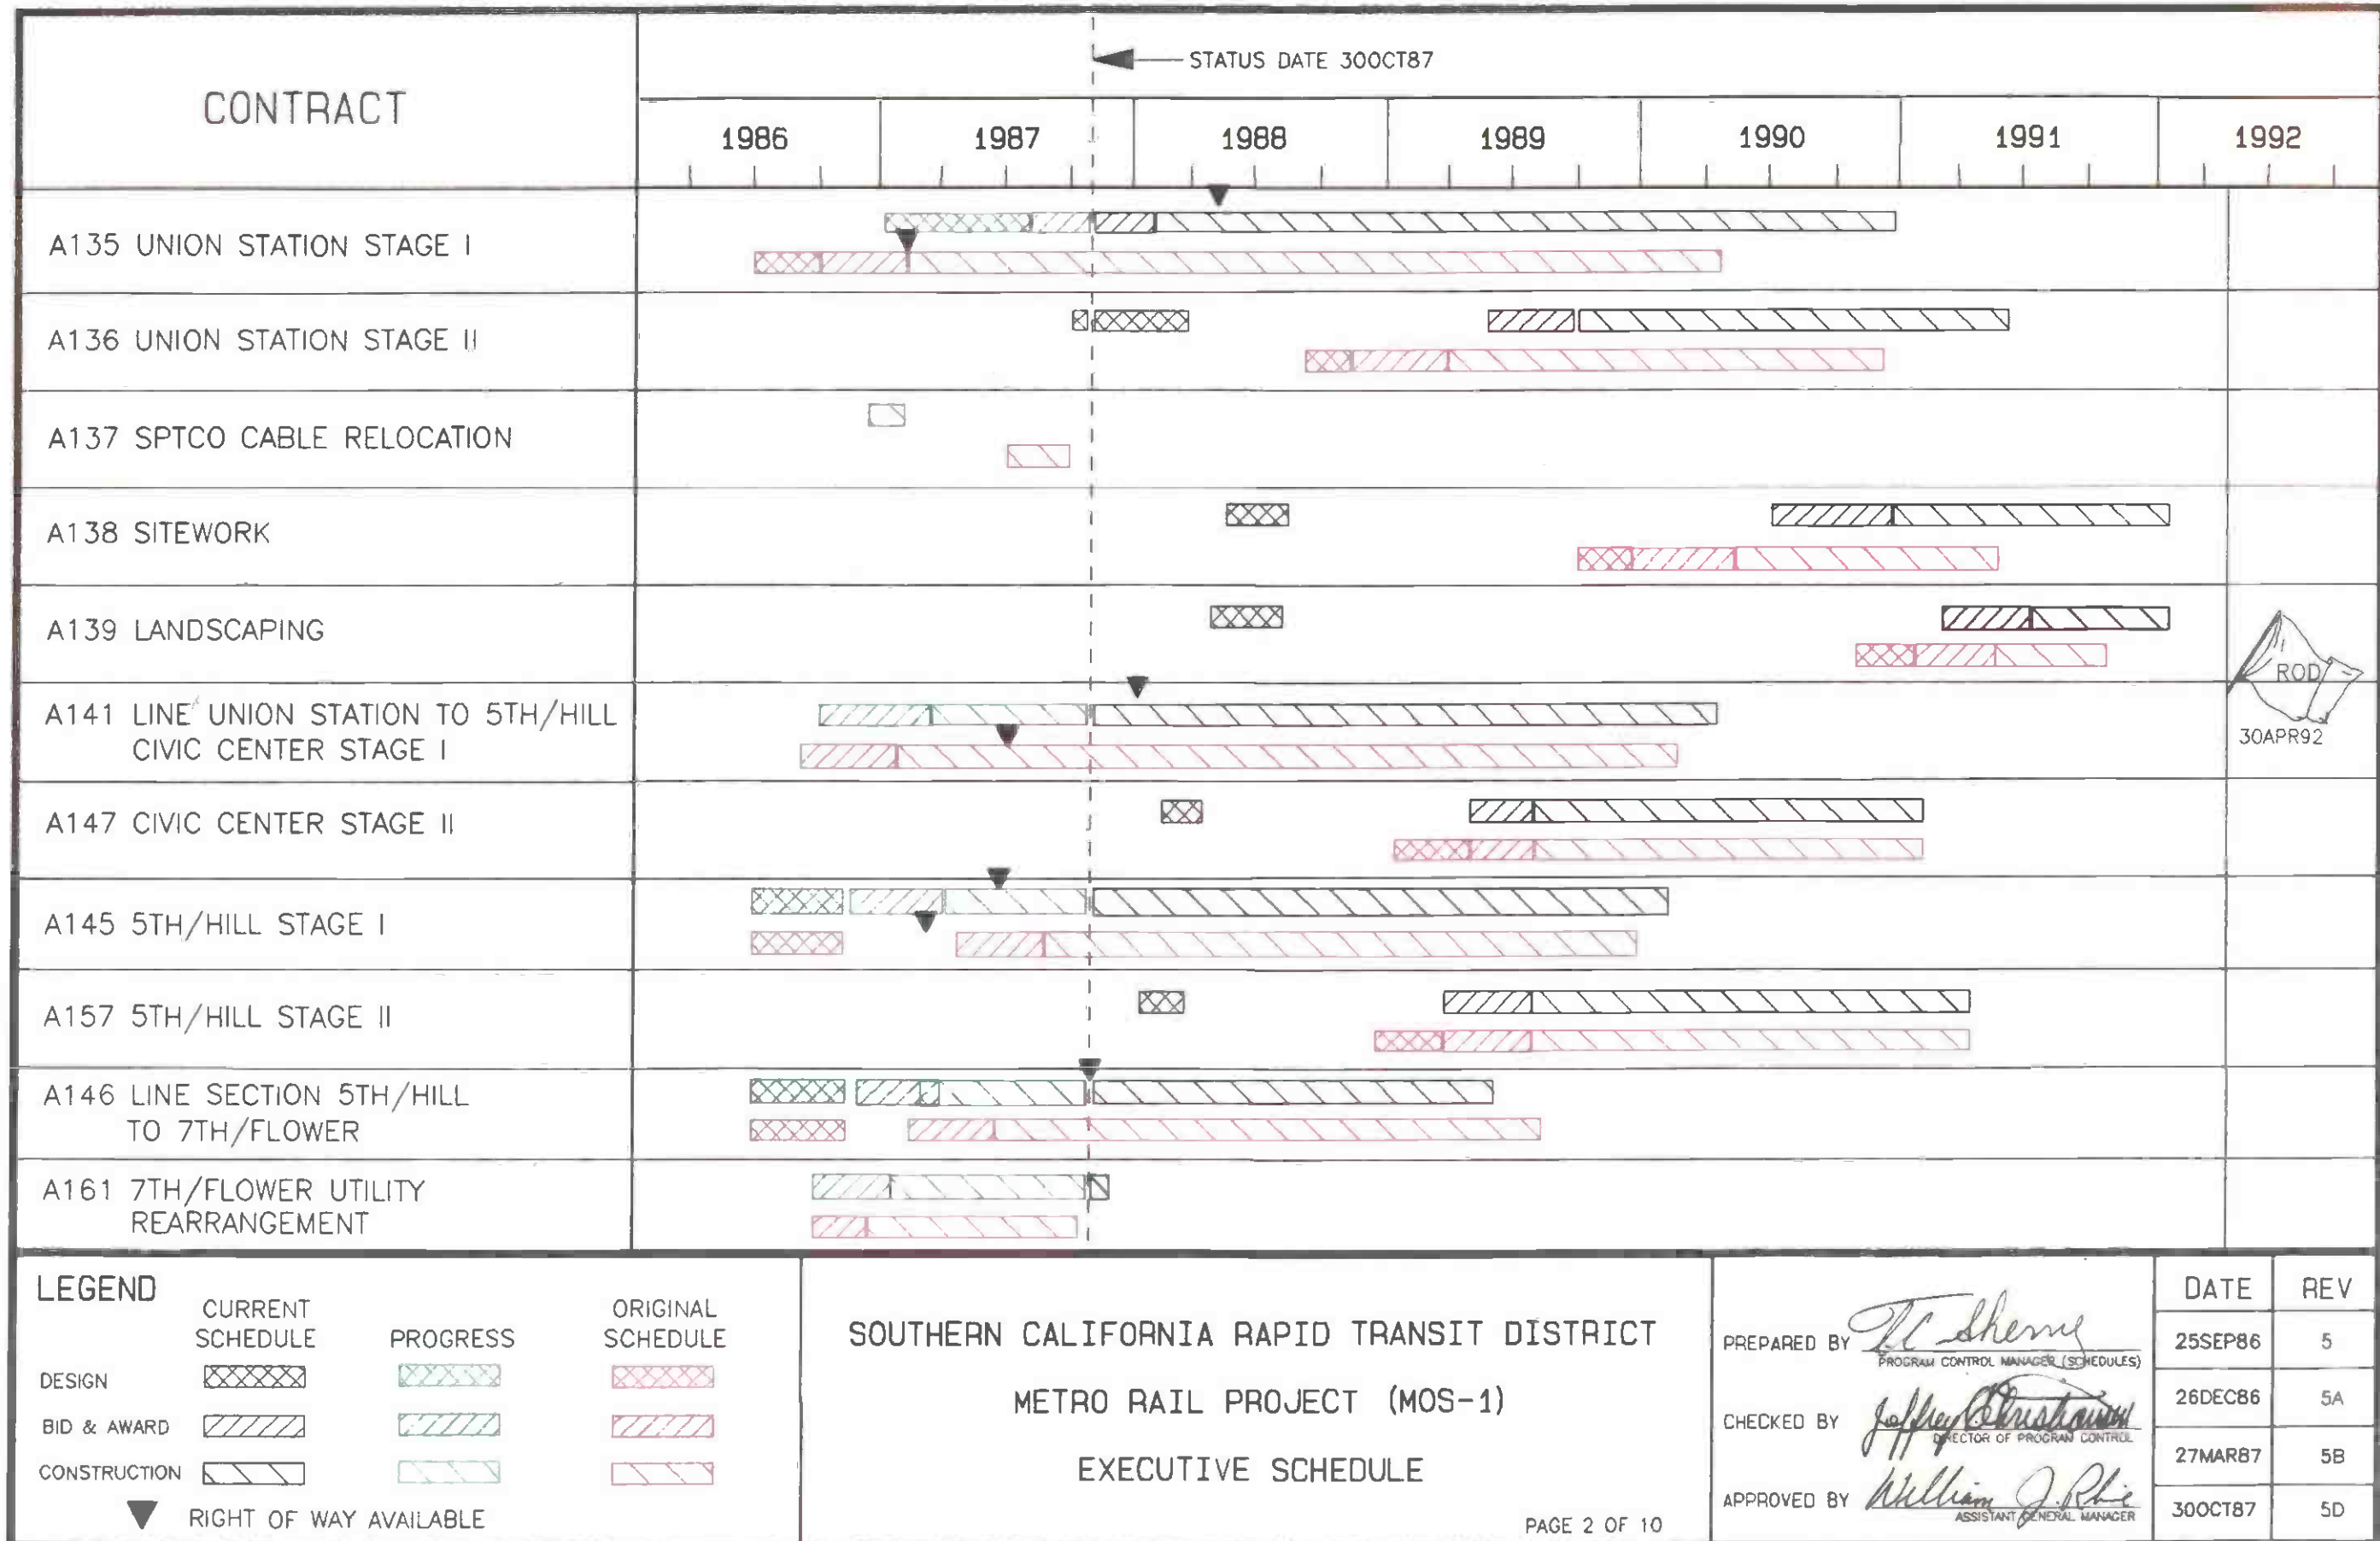 CONTRACT
STATUS DATE 30OCT87
1986 1987 1988 1989 1990 1991 1992
A135 UNION STATION STAGE I
A136 UNION STATION STAGE II
A137 SPTCO CABLE RELOCATION
A138 SITEWORK
A139 LANDSCAPING
A141 LINE UNION STATION TO 5TH/HILL
CIVIC CENTER STAGE I
ROD
30APR92
A147 CIVIC CENTER STAGE II
A145 5TH/HILL STAGE I
A157 5TH/HILL STAGE II
A146 LINE SECTION 5TH/HILL
TO 7TH/FLOWER
A161 7TH/FLOWER UTILITY
REARRANGEMENT
LEGEND
CURRENT
SCHEDULE
PROGRESS
ORIGINAL
SCHEDULE
DESIGN
BID & AWARD
CONSTRUCTION
RIGHT OF WAY AVAILABLE
SOUTHERN CALIFORNIA RAPID TRANSIT DISTRICT
METRO RAIL PROJECT (MOS-1)
EXECUTIVE SCHEDULE
PAGE 2 OF 10
PREPARED BY
PROGRAM CONTROL MANAGER (SCHEDULES)
CHECKED BY
DIRECTOR OF PROGRAM CONTROL
APPROVED BY William J. Rhine
ASSISTANT GENERAL MANAGER
DATE REV
25SEP86 5
26DEC86 5A
27MAR87 5B
30OCT87 5D